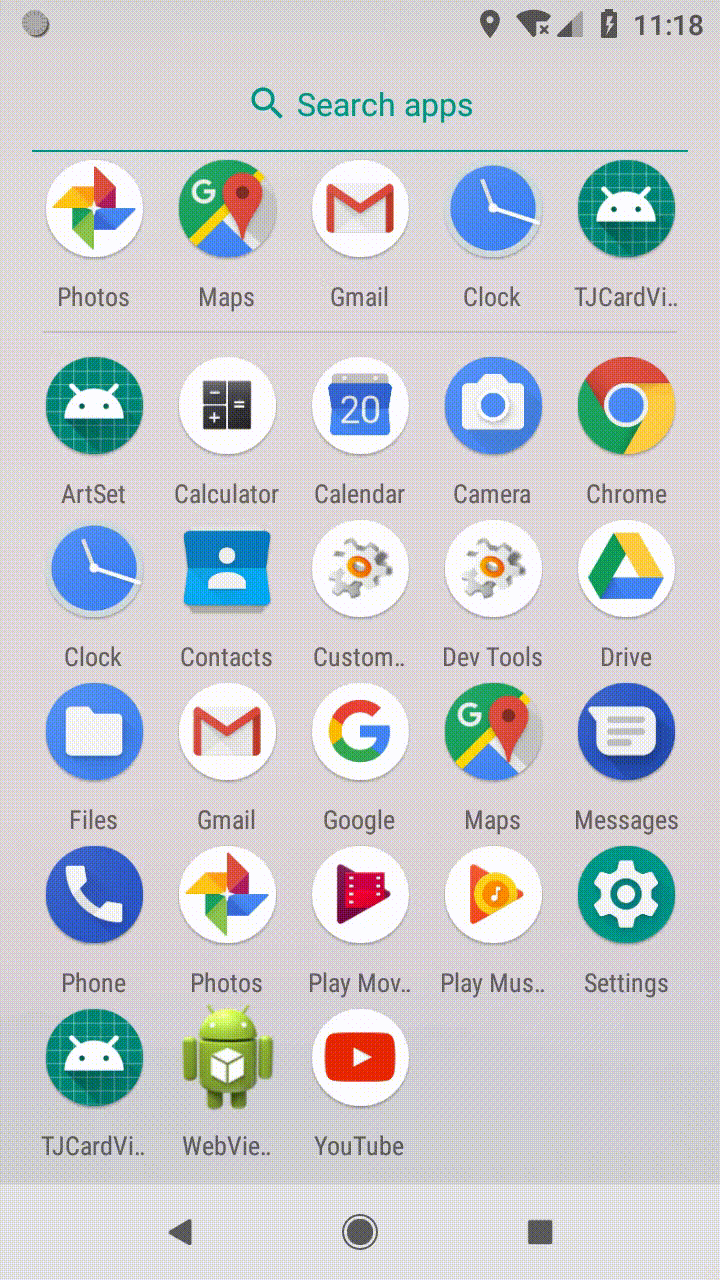 11:18
Search apps
Photos Maps Gmail Clock TJCardVi..
20
ArtSet Calculator Calendar Camera Chrome
Clock Contacts Custom.. Dev Tools Drive
Files Gmail Google Maps Messages
Phone Photos Play Mov.. Play Mus.. Settings
TJCardVi.. WebVie.. YouTube